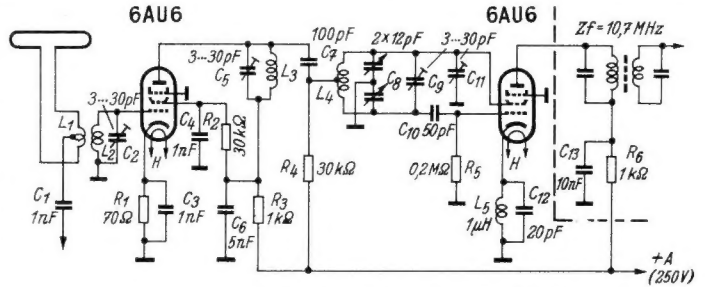 6AU6
6AU6
100pF
C7
2×12pF
3...30pF
Zf=10,7MHz
3...30pF
C5
L3
L4
C8
C9
C11
3...30pF
L1
L2
C2
C4
1nF
R2
30kΩ
C10 50pF
C1
1nF
H
H
R1
70Ω
C3
1nF
C6
5nF
R3
1kΩ
R4
30kΩ
0,2MΩ
R5
L5
1μH
C12
20pF
C13
10nF
R6
1kΩ
+A
(250V)